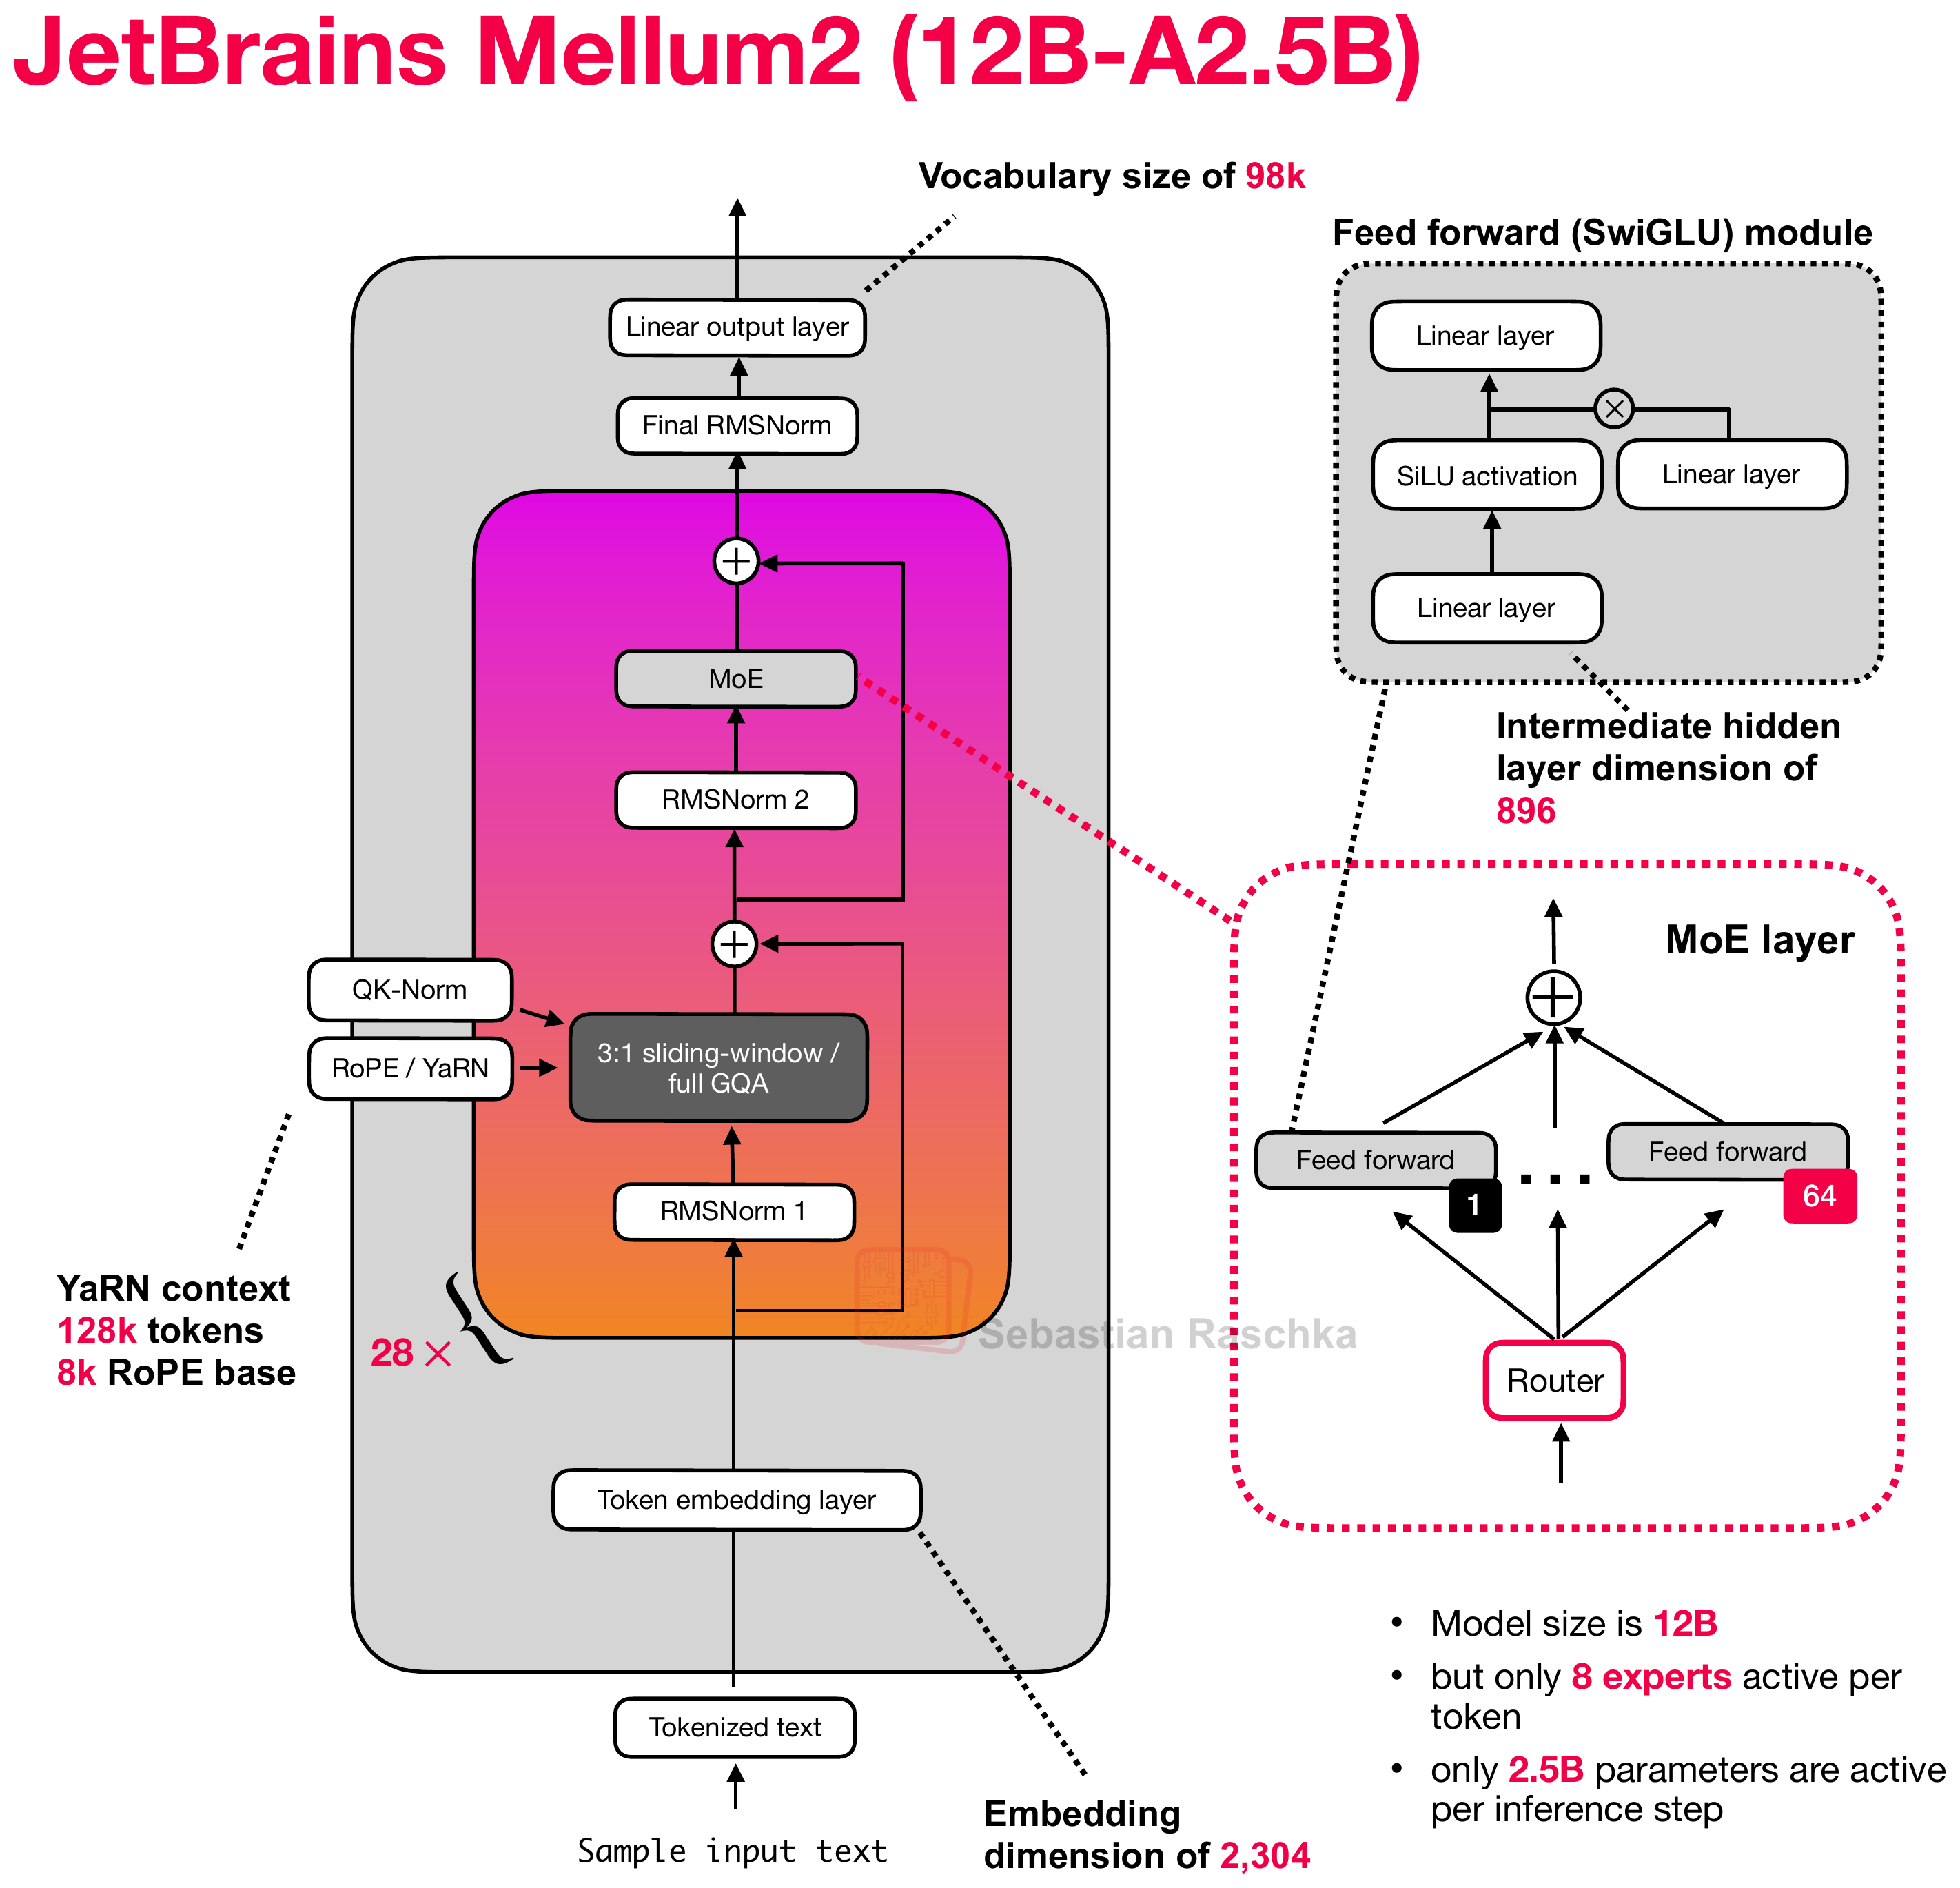 JetBrains Mellum2 (12B-A2.5B)
Vocabulary size of 98k
Linear output layer
Final RMSNorm
MoE
RMSNorm 2
QK-Norm
RoPE / YaRN
3:1 sliding-window /
full GQA
RMSNorm 1
YaRN context
128k tokens
8k RoPE base
28 ×
Token embedding layer
Tokenized text
Sample input text
Embedding
dimension of 2,304
Feed forward (SwiGLU) module
Linear layer
SiLU activation
Linear layer
Linear layer
Intermediate hidden
layer dimension of
896
MoE layer
Feed forward
1
. . .
Feed forward
64
Router
Sebastian Raschka
• Model size is 12B
• but only 8 experts active per
token
• only 2.5B parameters are active
per inference step